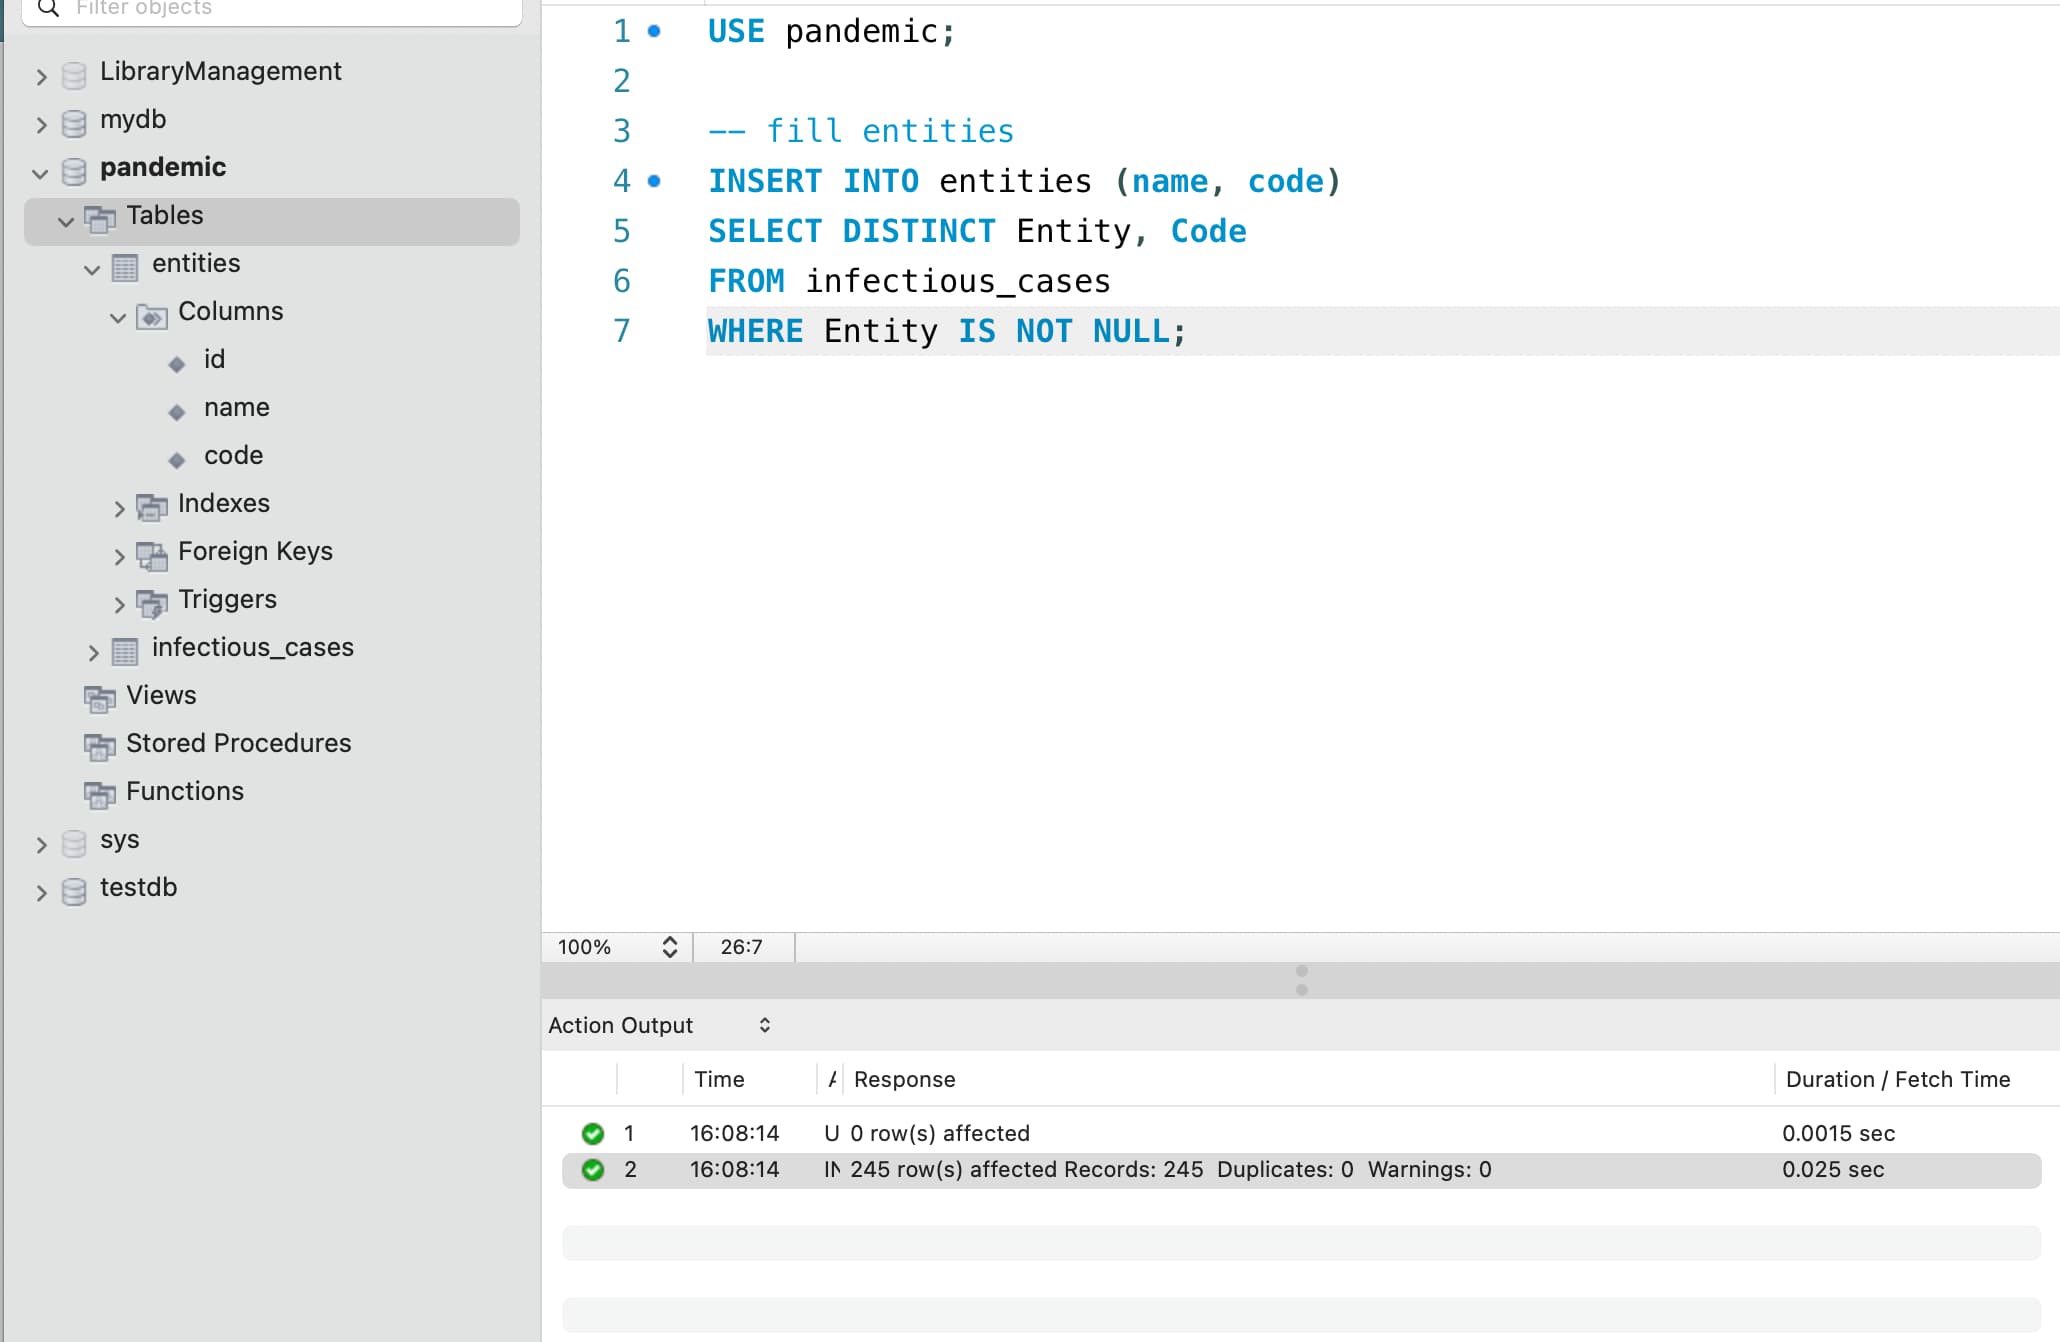 Filter objects
LibraryManagement
mydb
pandemic
Tables
entities
Columns
id
name
code
Indexes
Foreign Keys
Triggers
infectious_cases
Views
Stored Procedures
Functions
sys
testdb
1 USE pandemic;
2
3 -- fill entities
4 INSERT INTO entities (name, code)
5 SELECT DISTINCT Entity, Code
6 FROM infectious_cases
7 WHERE Entity IS NOT NULL;
100% 26:7
Action Output
Time A Response Duration / Fetch Time
1 16:08:14 U 0 row(s) affected 0.0015 sec
2 16:08:14 IN 245 row(s) affected Records: 245 Duplicates: 0 Warnings: 0 0.025 sec